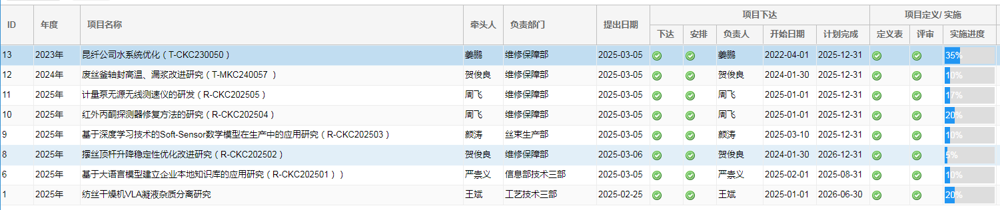 项目下达 项目定义/ 实施
ID 年度 项目名称 牵头人 负责部门 提出日期 下达 安排 负责人 开始日期 计划完成 定义表 评审 实施进度
13 2023年 昆纤公司水系统优化（T-CKC230050） 姜鹏 维修保障部 2025-03-05 姜鹏 2022-04-01 2025-12-31 35%
12 2024年 废丝釜轴封高温、漏浆改进研究（T-MKC240057 ） 贺俊良 维修保障部 2025-03-05 贺俊良 2024-01-30 2025-12-31 10%
11 2025年 计量泵无源无线测速仪的研发（R-CKC202505） 周飞 维修保障部 2025-03-05 周飞 2025-01-01 2025-12-31 17%
10 2025年 红外丙酮探测器修复方法的研究（R-CKC202504） 周飞 维修保障部 2025-03-05 周飞 2025-01-01 2025-12-31 20%
9 2025年 基于深度学习技术的Soft-Sensor数学模型在生产中的应用研究（R-CKC202503） 颜涛 丝束生产部 2025-03-05 颜涛 2025-03-10 2025-12-31 10%
8 2025年 摆丝顶杆升降稳定性优化改进研究（R-CKC202502） 贺俊良 维修保障部 2025-03-06 贺俊良 2024-01-30 2026-12-31 5%
6 2025年 基于大语言模型建立企业本地知识库的应用研究（R-CKC202501）） 严崇义 信息部技术三部 2025-03-05 严崇义 2025-02-01 2025-08-31 10%
1 2025年 纺丝干燥机VLA凝液杂质分离研究 王斌 工艺技术三部 2025-02-25 王斌 2025-01-01 2026-06-30 20%